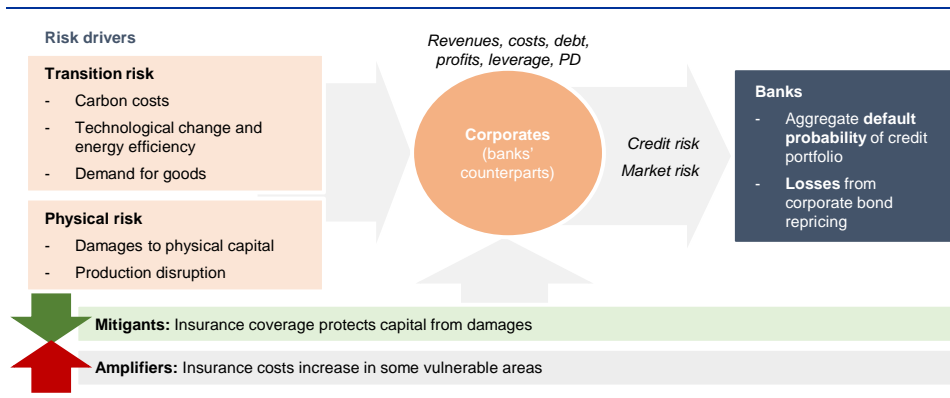 Risk drivers
Transition risk
- Carbon costs
- Technological change and
energy efficiency
- Demand for goods
Physical risk
- Damages to physical capital
- Production disruption
Revenues, costs, debt,
profits, leverage, PD
Corporates
(banks'
counterparts)
Credit risk
Market risk
Banks
- Aggregate default
probability of credit
portfolio
- Losses from
corporate bond
repricing
Mitigants: Insurance coverage protects capital from damages
Amplifiers: Insurance costs increase in some vulnerable areas